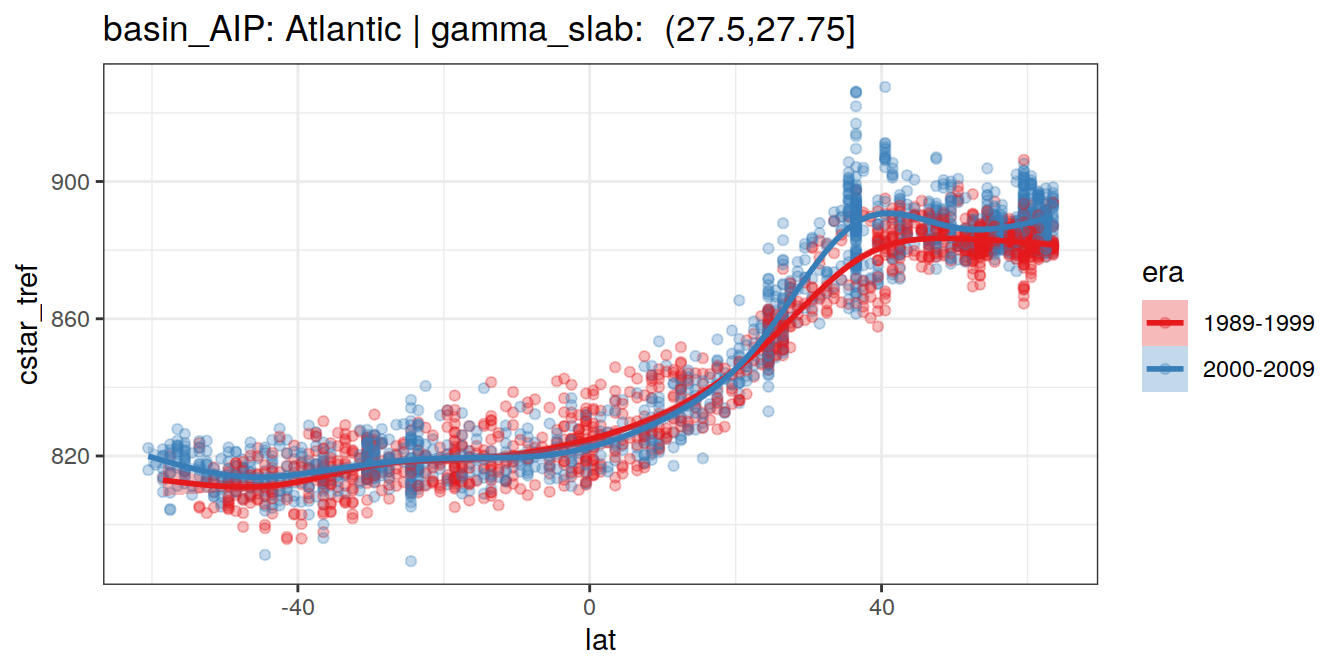 basin_AIP: Atlantic | gamma_slab:  (27.5,27.75]
900
860
820
cstar_tref
-40
0
40
lat
era
1989-1999
2000-2009